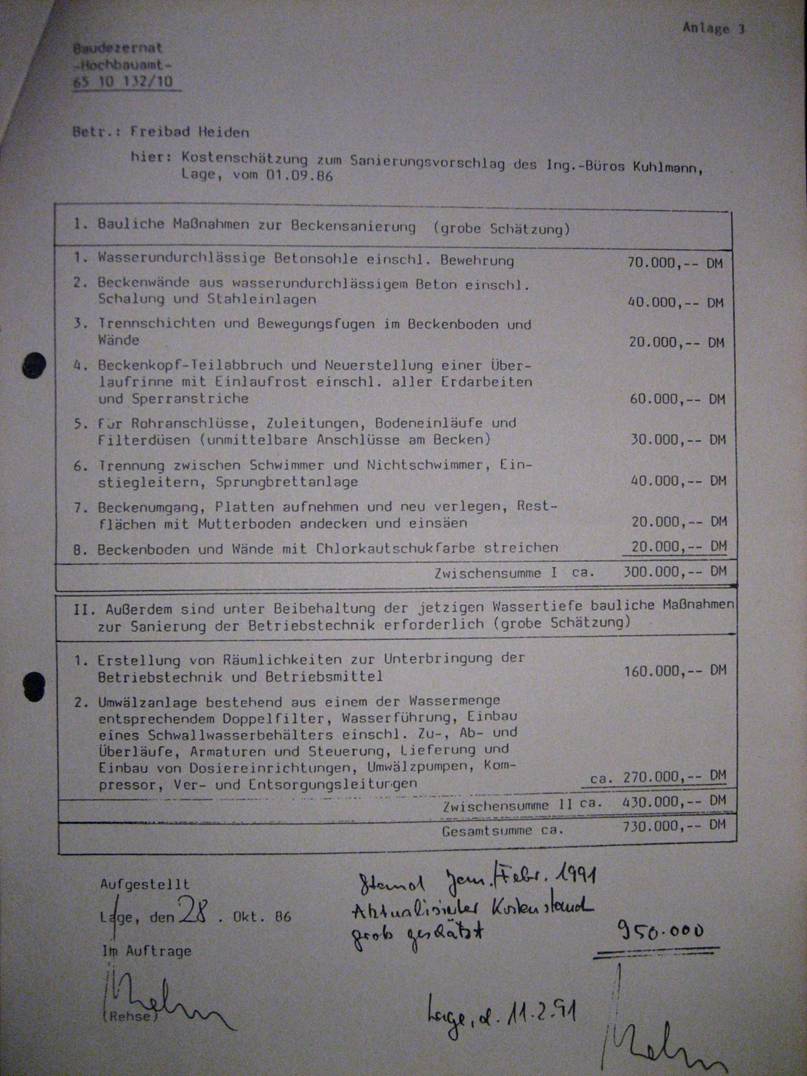 Anlage 3
Baudezernat
-Hochbauamt-
65 10 132/10
Betr.: Freibad Heiden
hier: Kostenschätzung zum Sanierungsvorschlag des Ing.-Büros Kuhlmann,
Lage, vom 01.09.86
I. Bauliche Maßnahmen zur Beckensanierung (grobe Schätzung)
1. Wasserundurchlässige Betonsohle einschl. Bewehrung 70.000,-- DM
2. Beckenwände aus wasserundurchlässigem Beton einschl.
Schalung und Stahleinlagen 40.000,-- DM
3. Trennschichten und Bewegungsfugen im Beckenboden und
Wände 20.000,-- DM
4. Beckenkopf-Teilabbruch und Neuerstellung einer Über-
laufrinne mit Einlaufrost einschl. aller Erdarbeiten
und Sperranstriche 60.000,-- DM
5. Für Rohranschlüsse, Zuleitungen, Bodeneinläufe und
Filterdüsen (unmittelbare Anschlüsse am Becken) 30.000,-- DM
6. Trennung zwischen Schwimmer und Nichtschwimmer, Ein-
stiegleitern, Sprungbrettanlage 40.000,-- DM
7. Beckenumgang, Platten aufnehmen und neu verlegen, Rest-
flächen mit Mutterboden andecken und einsäen 20.000,-- DM
8. Beckenboden und Wände mit Chlorkautschukfarbe streichen 20.000,-- DM
Zwischensumme I ca. 300.000,-- DM
II. Außerdem sind unter Beibehaltung der jetzigen Wassertiefe bauliche Maßnahmen
zur Sanierung der Betriebstechnik erforderlich (grobe Schätzung)
1. Erstellung von Räumlichkeiten zur Unterbringung der
Betriebstechnik und Betriebsmittel 160.000,-- DM
2. Umwälzanlage bestehend aus einem der Wassermenge
entsprechendem Doppelfilter, Wasserführung, Einbau
eines Schwallwasserbehälters einschl. Zu-, Ab- und
Überläufe, Armaturen und Steuerung, Lieferung und
Einbau von Dosiereinrichtungen, Umwälzpumpen, Kom-
pressor, Ver- und Entsorgungsleitungen ca. 270.000,-- DM
Zwischensumme II ca. 430.000,-- DM
Gesamtsumme ca. 730.000,-- DM
Aufgestellt
Lage, den 28. Okt. 86
Im Auftrage
(Rehse)
Stand Jan./Febr. 1991
Aktualisierter Kostenstand
grob geschätzt 950.000
Lage, d. 11.2.91